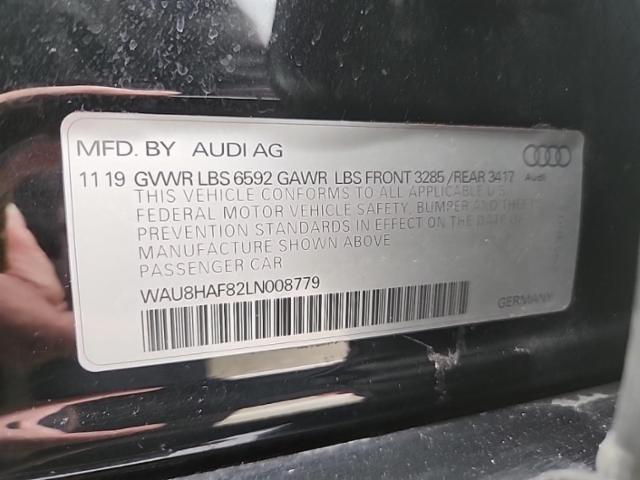 MFD. BY AUDI AG
Audi
11 19 GVWR LBS 6592 GAWR LBS FRONT 3285 /REAR 3417
THIS VEHICLE CONFORMS TO ALL APPLICABLE U.S.
FEDERAL MOTOR VEHICLE SAFETY, BUMPER AND THEFT
PREVENTION STANDARDS IN EFFECT ON THE DATE OF
MANUFACTURE SHOWN ABOVE
PASSENGER CAR
WAU8HAF82LN008779
GERMANY